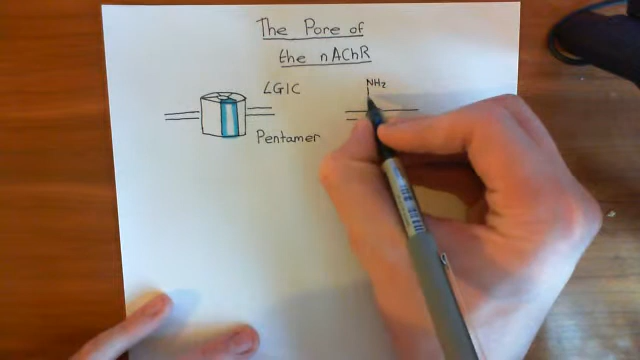 The Pore of
the nAChR
LGIC
NH2
Pentamer